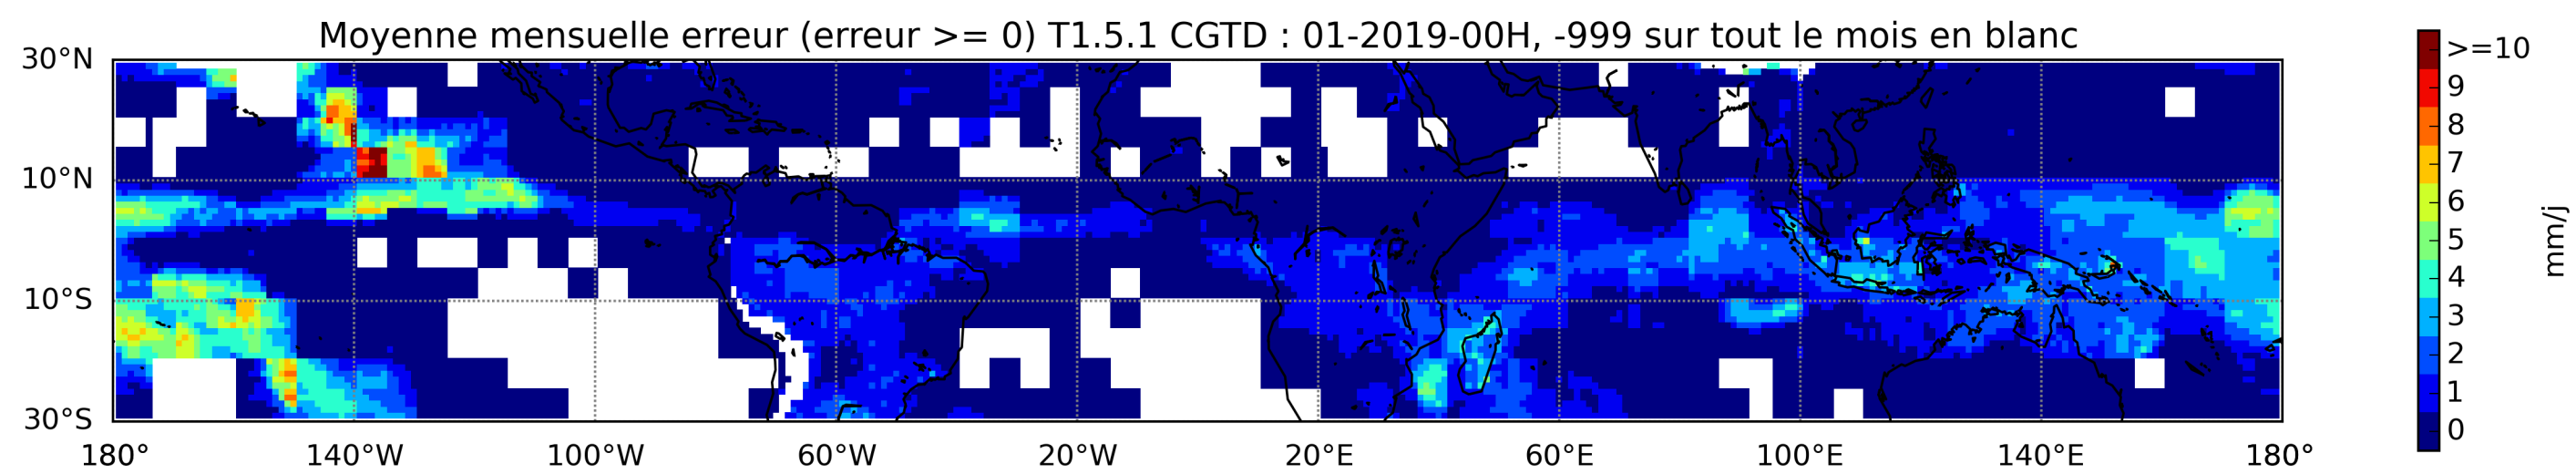 Moyenne mensuelle erreur (erreur >= 0) T1.5.1 CGTD : 01-2019-00H, -999 sur tout le mois en blanc
30°N
10°N
10°S
30°S
180° 140°W 100°W 60°W 20°W 20°E 60°E 100°E 140°E 180°
>=10
9
8
7
6
5
4
3
2
1
0
mm/j